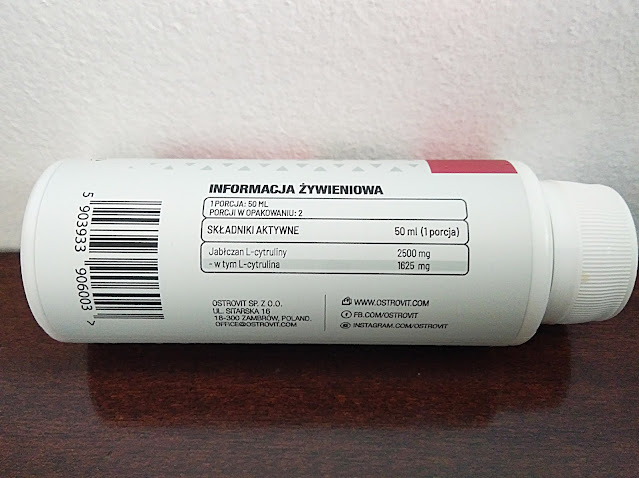 INFORMACJA ŻYWIENIOWA
1 PORCJA: 50 ML
PORCJI W OPAKOWANIU: 2
SKŁADNIKI AKTYWNE 50 ml (1 porcja)
Jabłczan L-cytruliny 2500 mg
- w tym L-cytrulina 1625 mg
OSTROVIT SP. Z O.O.
UL. SITARSKA 16
18-300 ZAMBRÓW, POLAND.
OFFICE@OSTROVIT.COM
WWW.OSTROVIT.COM
FB.COM/OSTROVIT
INSTAGRAM.COM/OSTROVIT
5 903933 906003 7